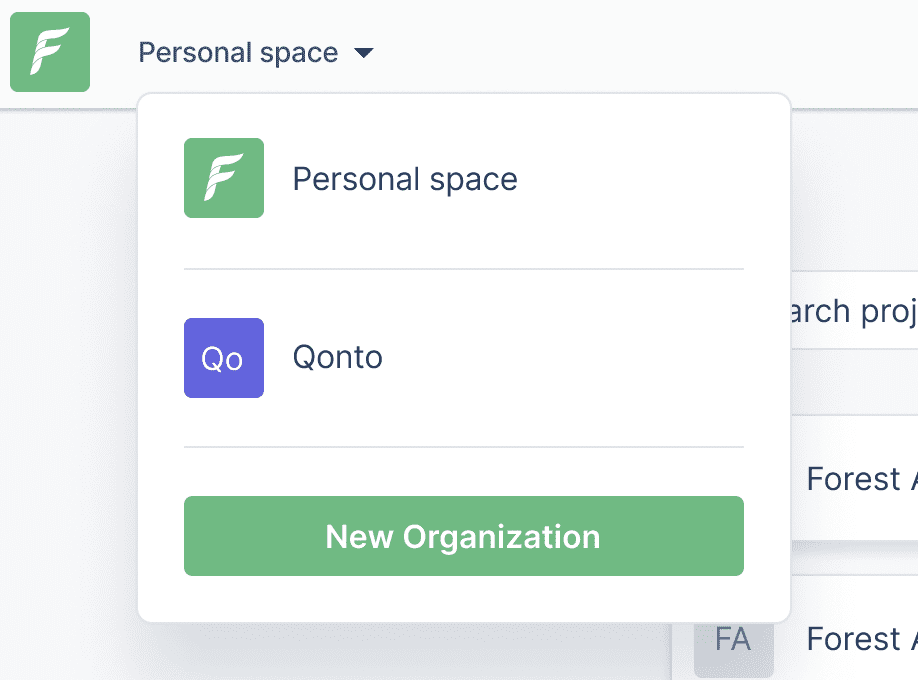 Personal space
Personal space
arch proj
Qo
Qonto
Forest
New Organization
FA
Forest